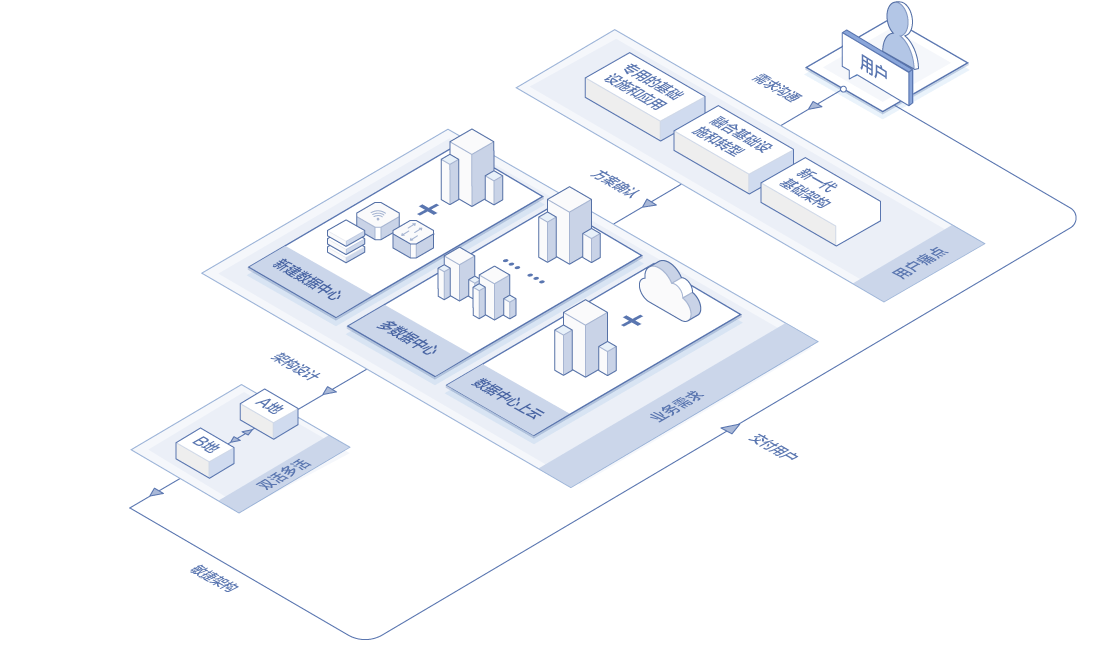 用户
需求沟通
专用的基础
设施和应用
融合基础设
施和转型
新一代
基础架构
用户需点
方案确认
新建数据中心
多数据中心
数据中心上云
业务需求
架构设计
A地
B地
双活多活
交付用户
敏捷架构